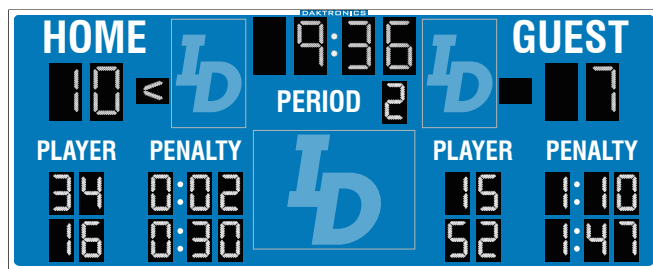 DAKTRONICS
HOME 9:36 GUEST
10 < PERIOD 2 7
ID ID
PLAYER PENALTY PLAYER PENALTY
ID
34 0:02 15 1:10
16 0:30 52 1:47